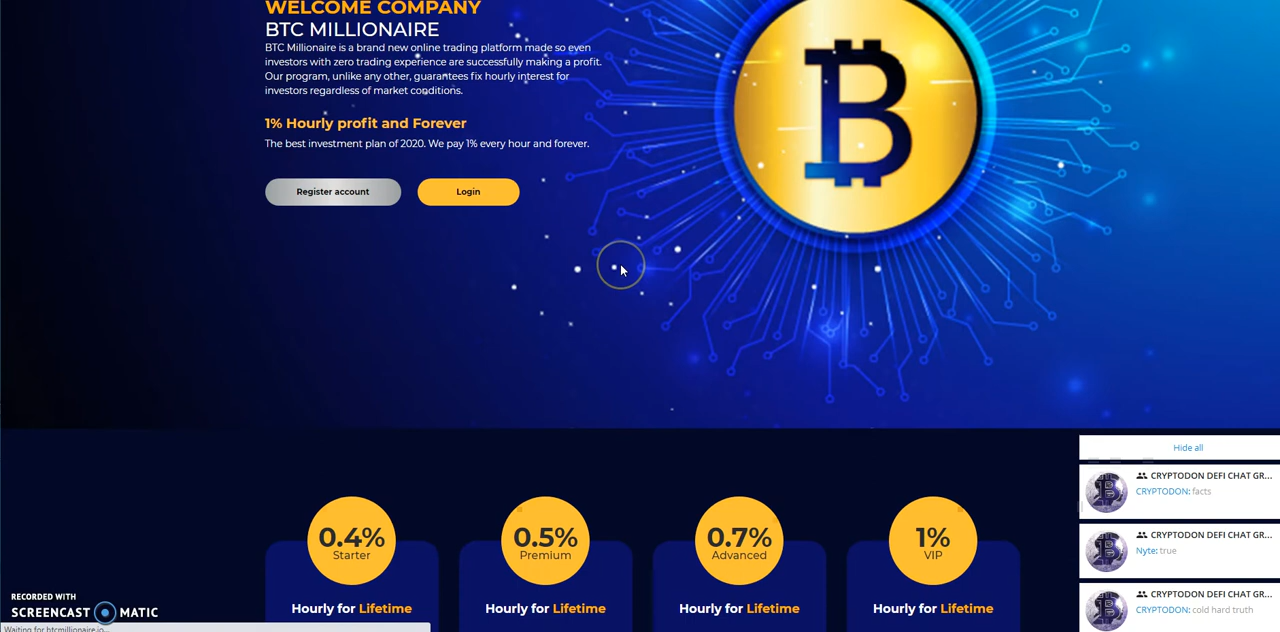 WELCOME COMPANY
BTC MILLIONAIRE
BTC Millionaire is a brand new online trading platform made so even
investors with zero trading experience are successfully making a profit.
Our program, unlike any other, guarantees fix hourly interest for
investors regardless of market conditions.
1% Hourly profit and Forever
The best investment plan of 2020. We pay 1% every hour and forever.
Register account
Login
0.4%
Starter
Hourly for Lifetime
0.5%
Premium
Hourly for Lifetime
0.7%
Advanced
Hourly for Lifetime
1%
VIP
Hourly for Lifetime
Hide all
CRYPTODON DEFI CHAT GR...
CRYPTODON: facts
CRYPTODON DEFI CHAT GR...
Nyte: true
CRYPTODON DEFI CHAT GR...
CRYPTODON: cold hard truth
RECORDED WITH
SCREENCAST MATIC
Waiting for btcmillionaire.io...